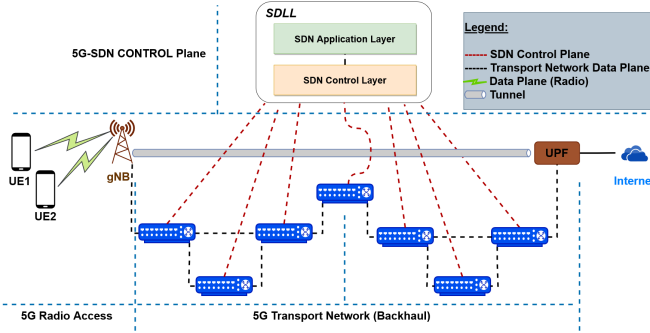 SDLL
SDN Application Layer
SDN Control Layer
5G-SDN CONTROL Plane
Legend:
SDN Control Plane
Transport Network Data Plane
Data Plane (Radio)
Tunnel
UE1
UE2
gNB
UPF
Internet
5G Radio Access
5G Transport Network (Backhaul)